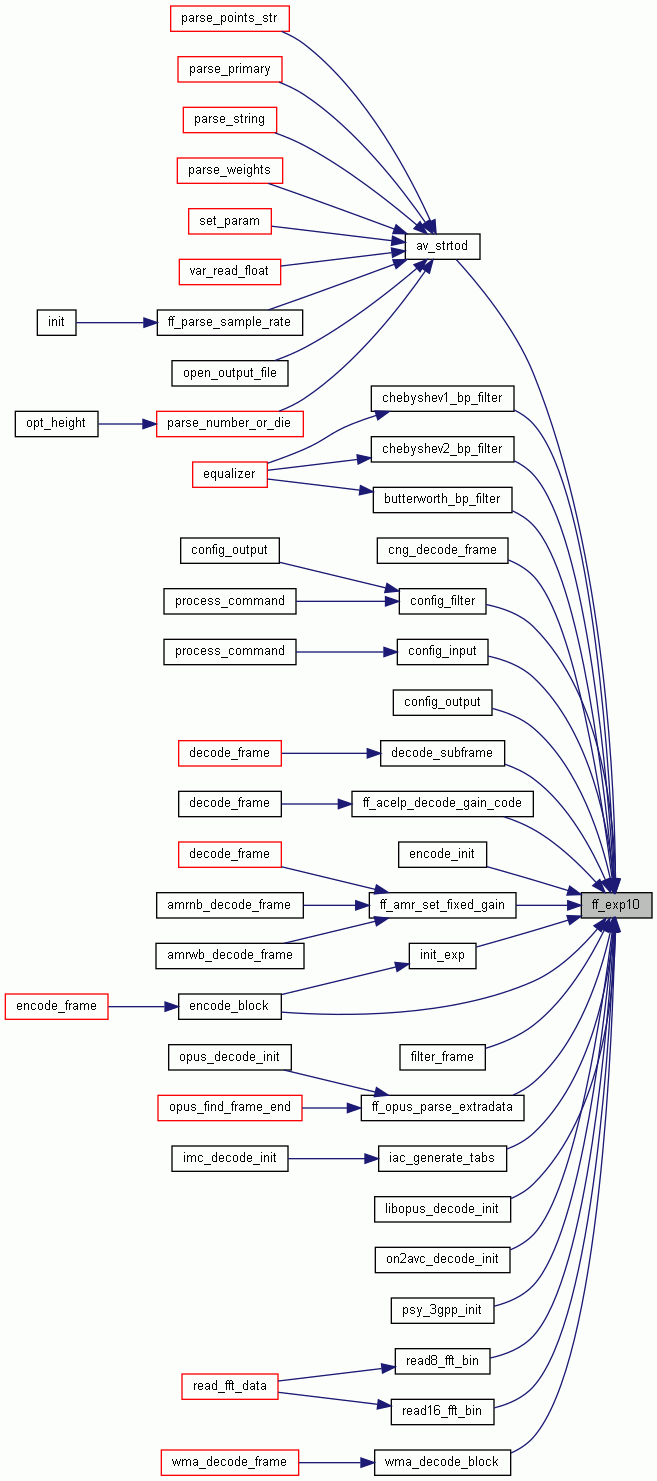 parse_points_str
parse_primary
parse_string
parse_weights
set_param
av_strtod
var_read_float
init
ff_parse_sample_rate
open_output_file
chebyshev1_bp_filter
opt_height
parse_number_or_die
chebyshev2_bp_filter
equalizer
butterworth_bp_filter
config_output
cng_decode_frame
process_command
config_filter
process_command
config_input
config_output
decode_frame
decode_subframe
decode_frame
ff_acelp_decode_gain_code
decode_frame
encode_init
amrnb_decode_frame
ff_amr_set_fixed_gain
ff_exp10
amrwb_decode_frame
init_exp
encode_frame
encode_block
opus_decode_init
filter_frame
opus_find_frame_end
ff_opus_parse_extradata
imc_decode_init
iac_generate_tabs
libopus_decode_init
on2avc_decode_init
psy_3gpp_init
read8_fft_bin
read_fft_data
read16_fft_bin
wma_decode_frame
wma_decode_block